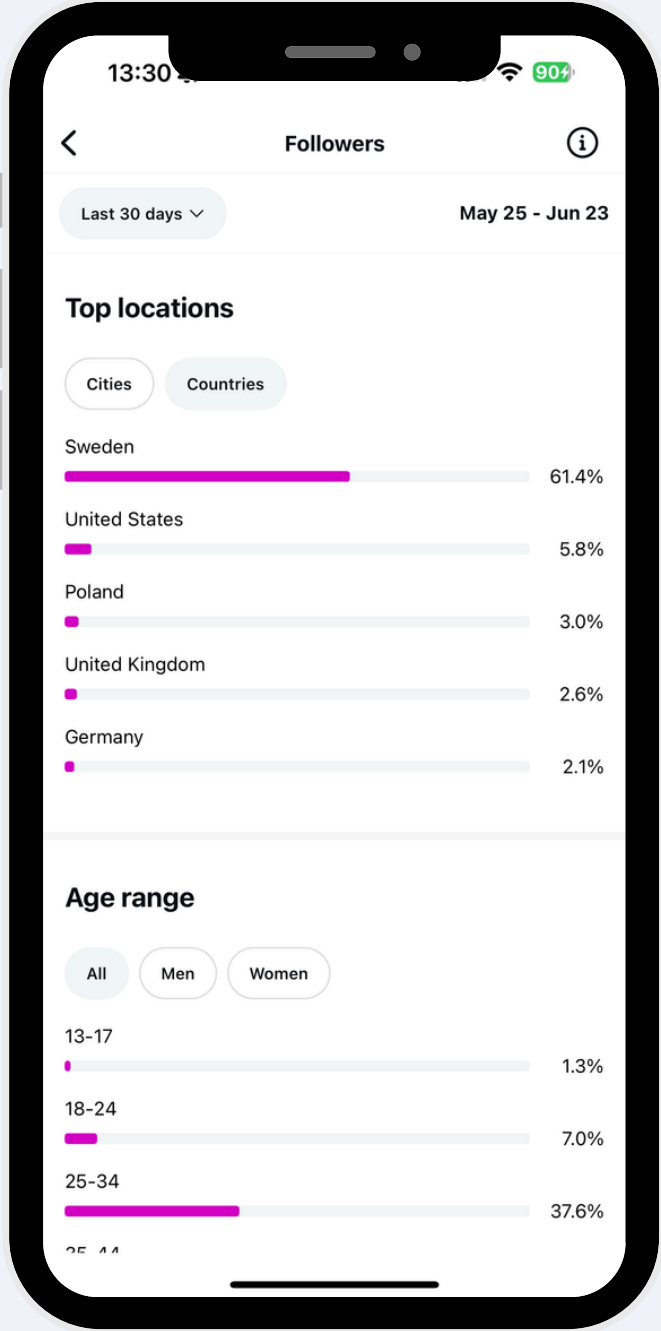 13:30
90
Followers
Last 30 days
May 25 - Jun 23
Top locations
Cities
Countries
Sweden
61.4%
United States
5.8%
Poland
3.0%
United Kingdom
2.6%
Germany
2.1%
Age range
All
Men
Women
13-17
1.3%
18-24
7.0%
25-34
37.6%